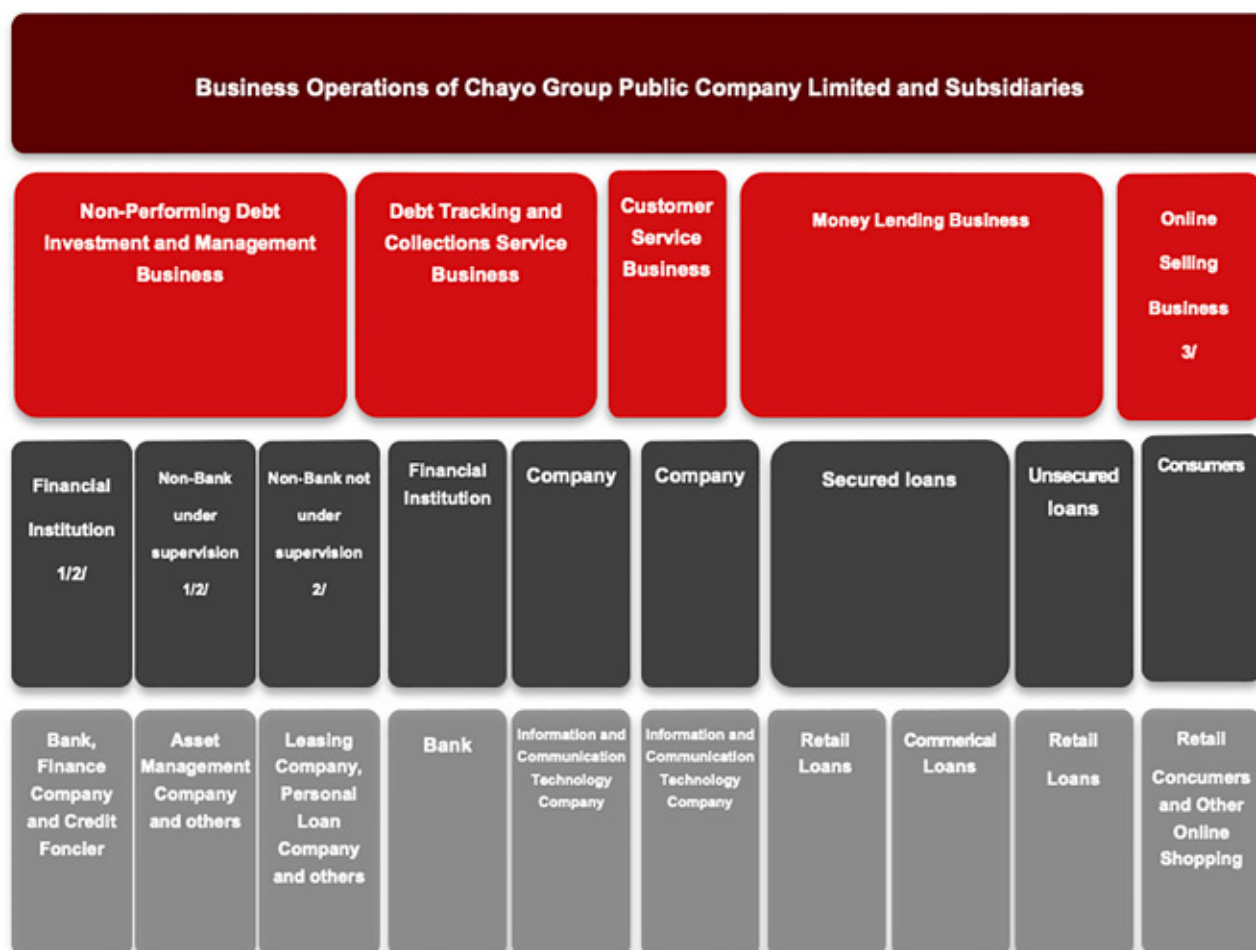 Business Operations of Chayo Group Public Company Limited and Subsidiaries
Non-Performing Debt
Investment and Management
Business
Debt Tracking and
Collections Service
Business
Customer
Service
Business
Money Lending Business
Online
Selling
Business
3/
Financial
Institution
1/2/
Non-Bank
under
supervision
1/2/
Non-Bank not
under
supervision
2/
Financial
Institution
Company
Company
Secured loans
Unsecured
loans
Consumers
Bank,
Finance
Company
and Credit
Foncier
Asset
Management
Company
and others
Leasing
Company,
Personal
Loan
Company
and others
Bank
Information and
Communication
Technology
Company
Information and
Communication
Technology
Company
Retail
Loans
Commerical
Loans
Retail
Loans
Retail
Concumers
and Other
Online
Shopping